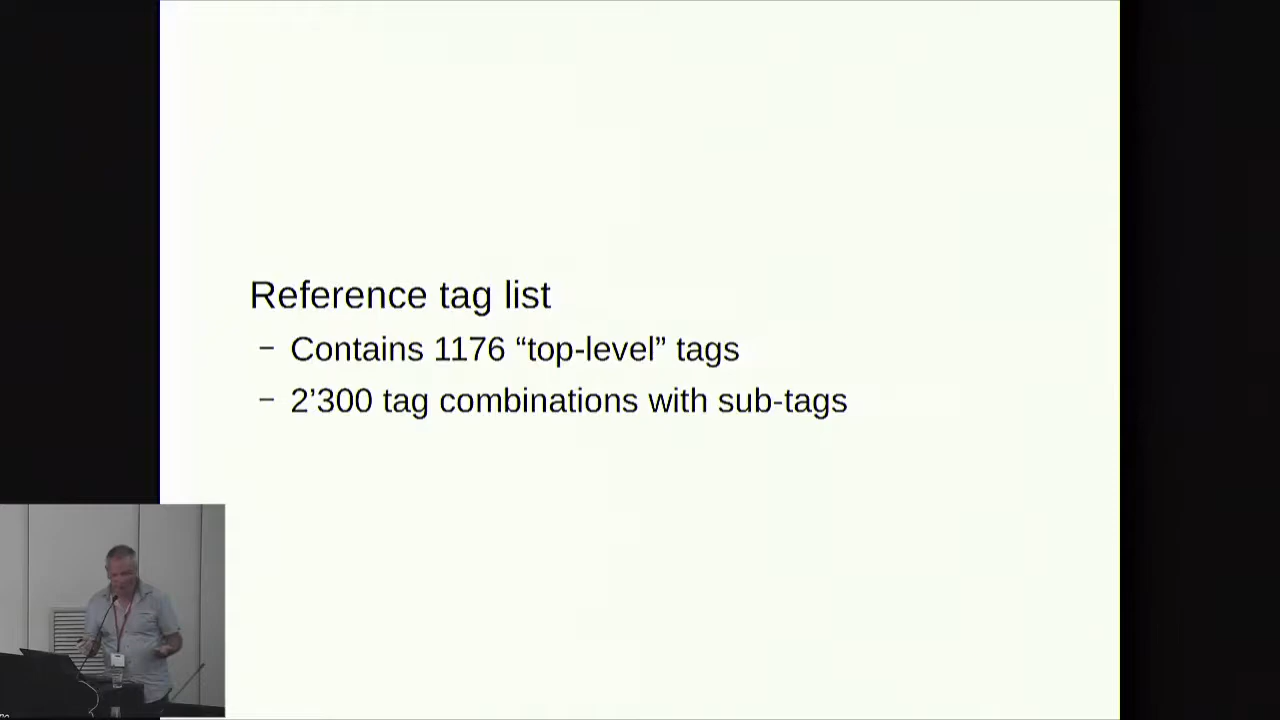 Reference tag list
– Contains 1176 “top-level” tags
– 2’300 tag combinations with sub-tags